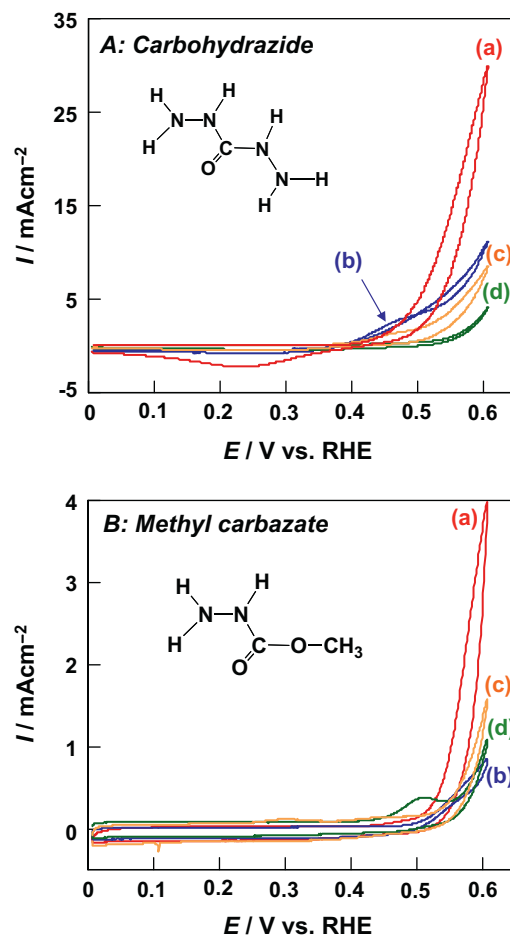 A: Carbohydrazide
(a)
(b)
(c)
(d)
H H
H
N N
H
C N
O
N H
H
35
25
15
5
-5
I / mAcm⁻²
0 0.1 0.2 0.3 0.4 0.5 0.6
E / V vs. RHE
B: Methyl carbazate
(a)
(c)
(d)
(b)
H
H
N N
H
C O CH₃
O
4
3
2
1
0
I / mAcm⁻²
0 0.1 0.2 0.3 0.4 0.5 0.6
E / V vs. RHE